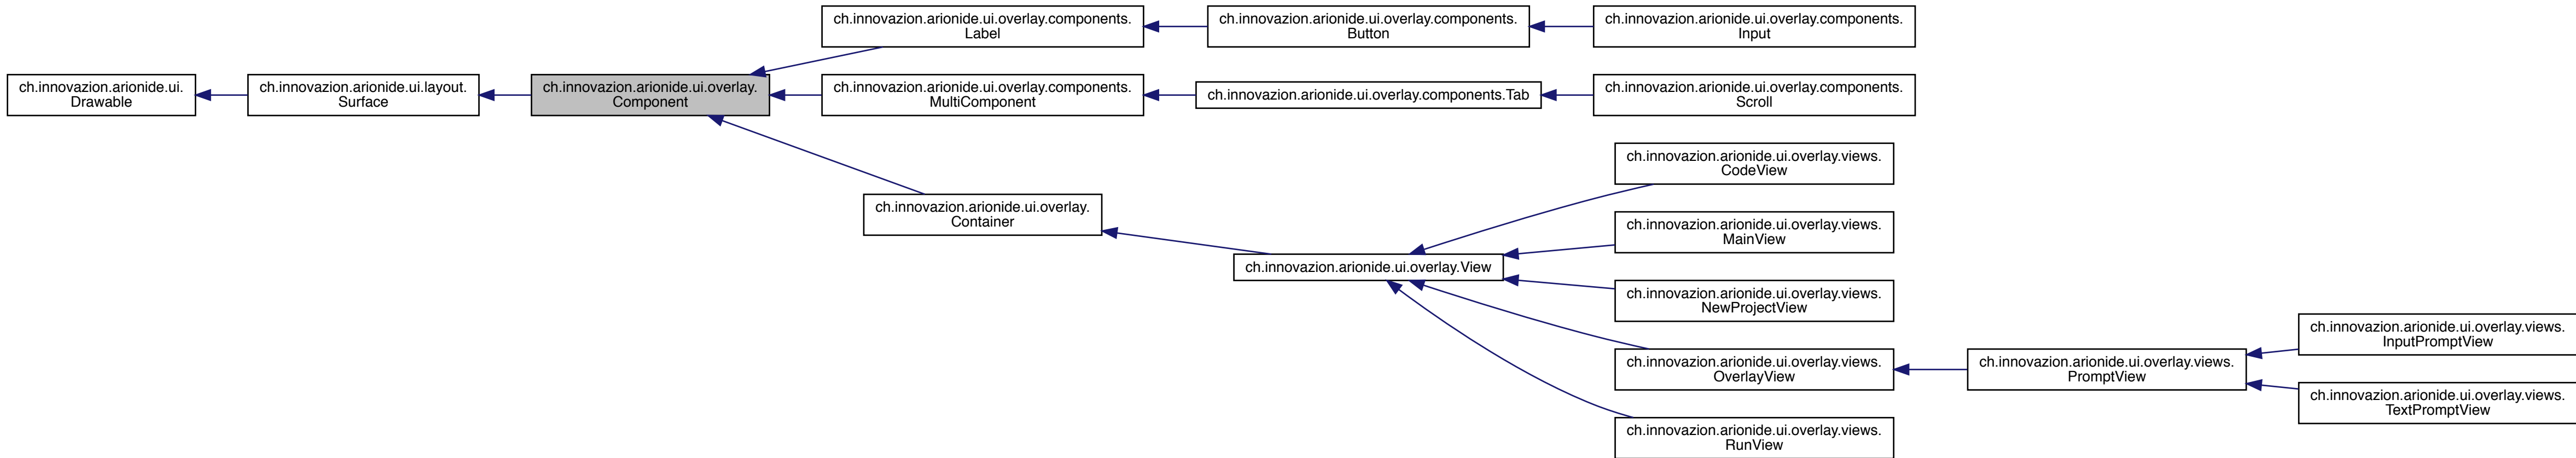 ch.innovazion.arionide.ui.
Drawable
ch.innovazion.arionide.ui.layout.
Surface
ch.innovazion.arionide.ui.overlay.
Component
ch.innovazion.arionide.ui.overlay.components.
Label
ch.innovazion.arionide.ui.overlay.components.
Button
ch.innovazion.arionide.ui.overlay.components.
Input
ch.innovazion.arionide.ui.overlay.components.
MultiComponent
ch.innovazion.arionide.ui.overlay.components.Tab
ch.innovazion.arionide.ui.overlay.components.
Scroll
ch.innovazion.arionide.ui.overlay.
Container
ch.innovazion.arionide.ui.overlay.View
ch.innovazion.arionide.ui.overlay.views.
CodeView
ch.innovazion.arionide.ui.overlay.views.
MainView
ch.innovazion.arionide.ui.overlay.views.
NewProjectView
ch.innovazion.arionide.ui.overlay.views.
OverlayView
ch.innovazion.arionide.ui.overlay.views.
RunView
ch.innovazion.arionide.ui.overlay.views.
PromptView
ch.innovazion.arionide.ui.overlay.views.
InputPromptView
ch.innovazion.arionide.ui.overlay.views.
TextPromptView